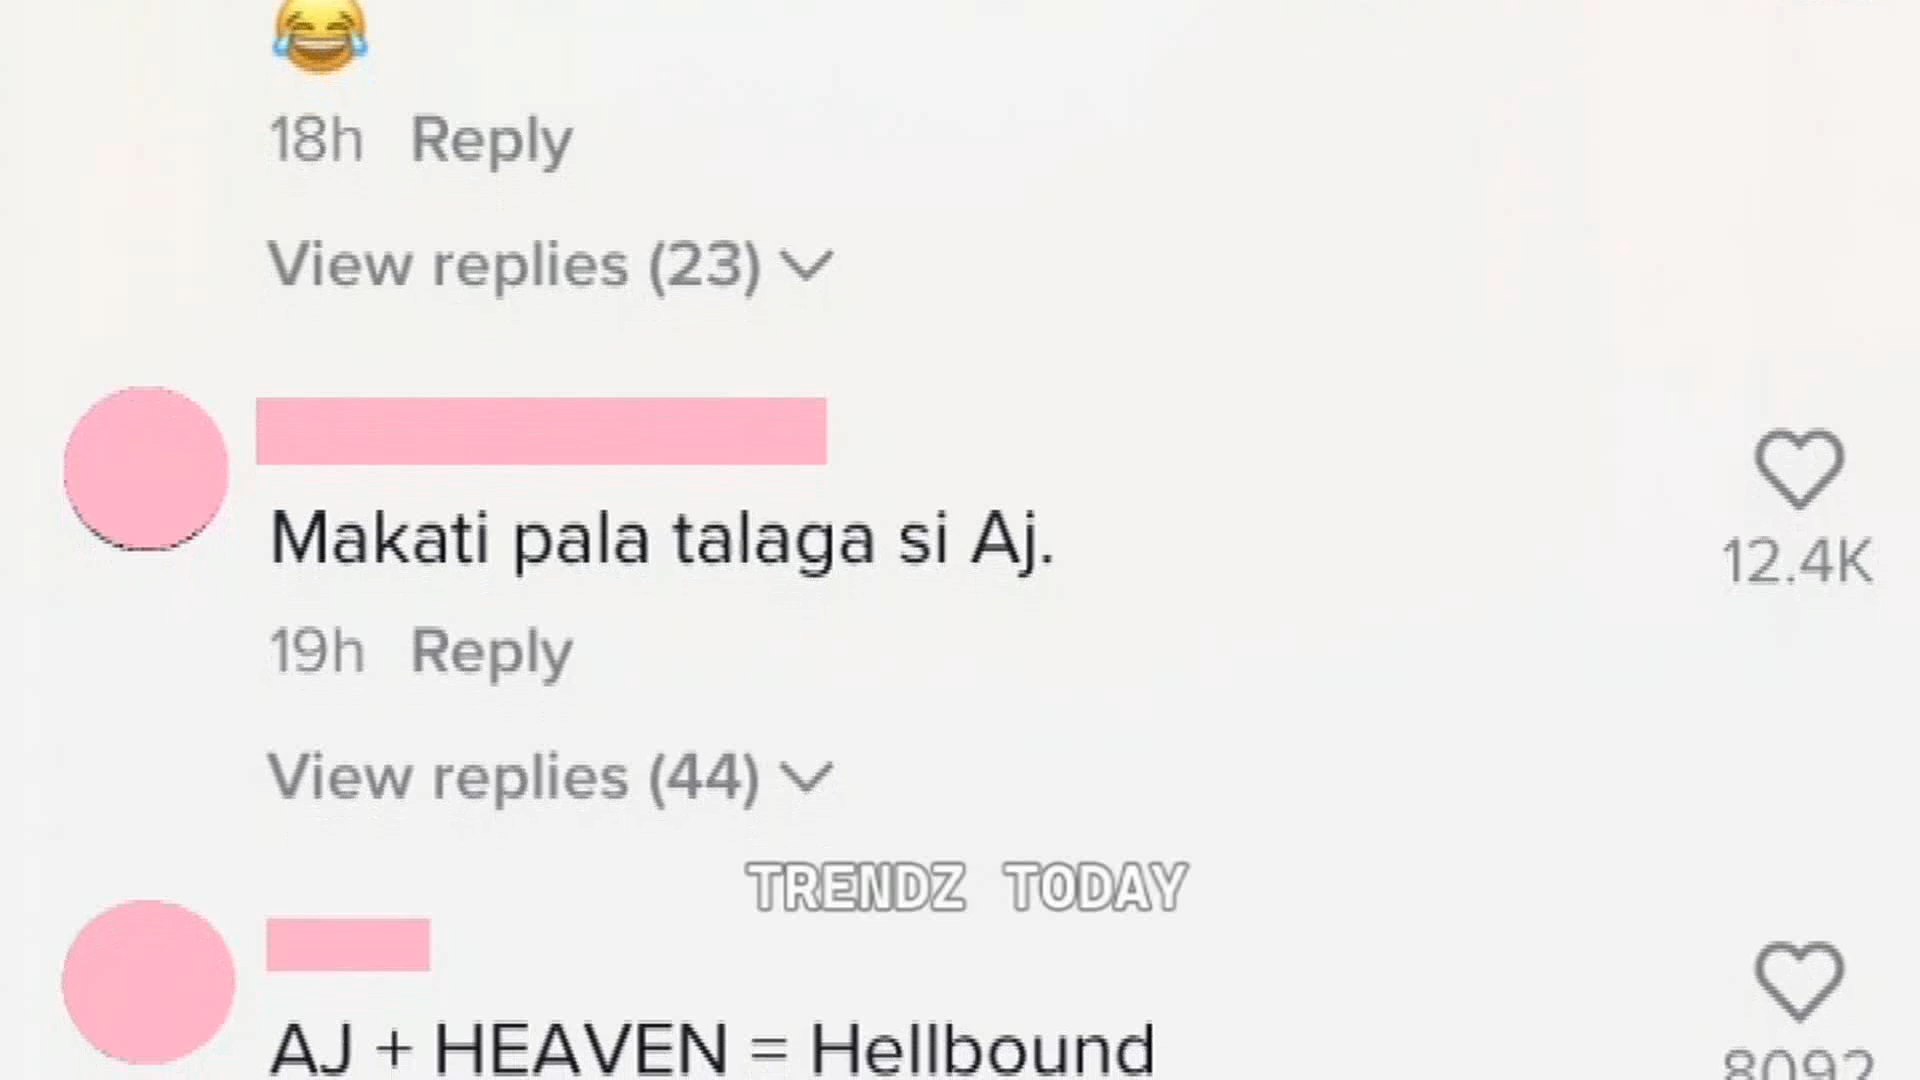 18h Reply
View replies (23)
Makati pala talaga si Aj.
12.4K
19h Reply
View replies (44)
TRENDZ TODAY
AJ + HEAVEN = Hellbound
8092